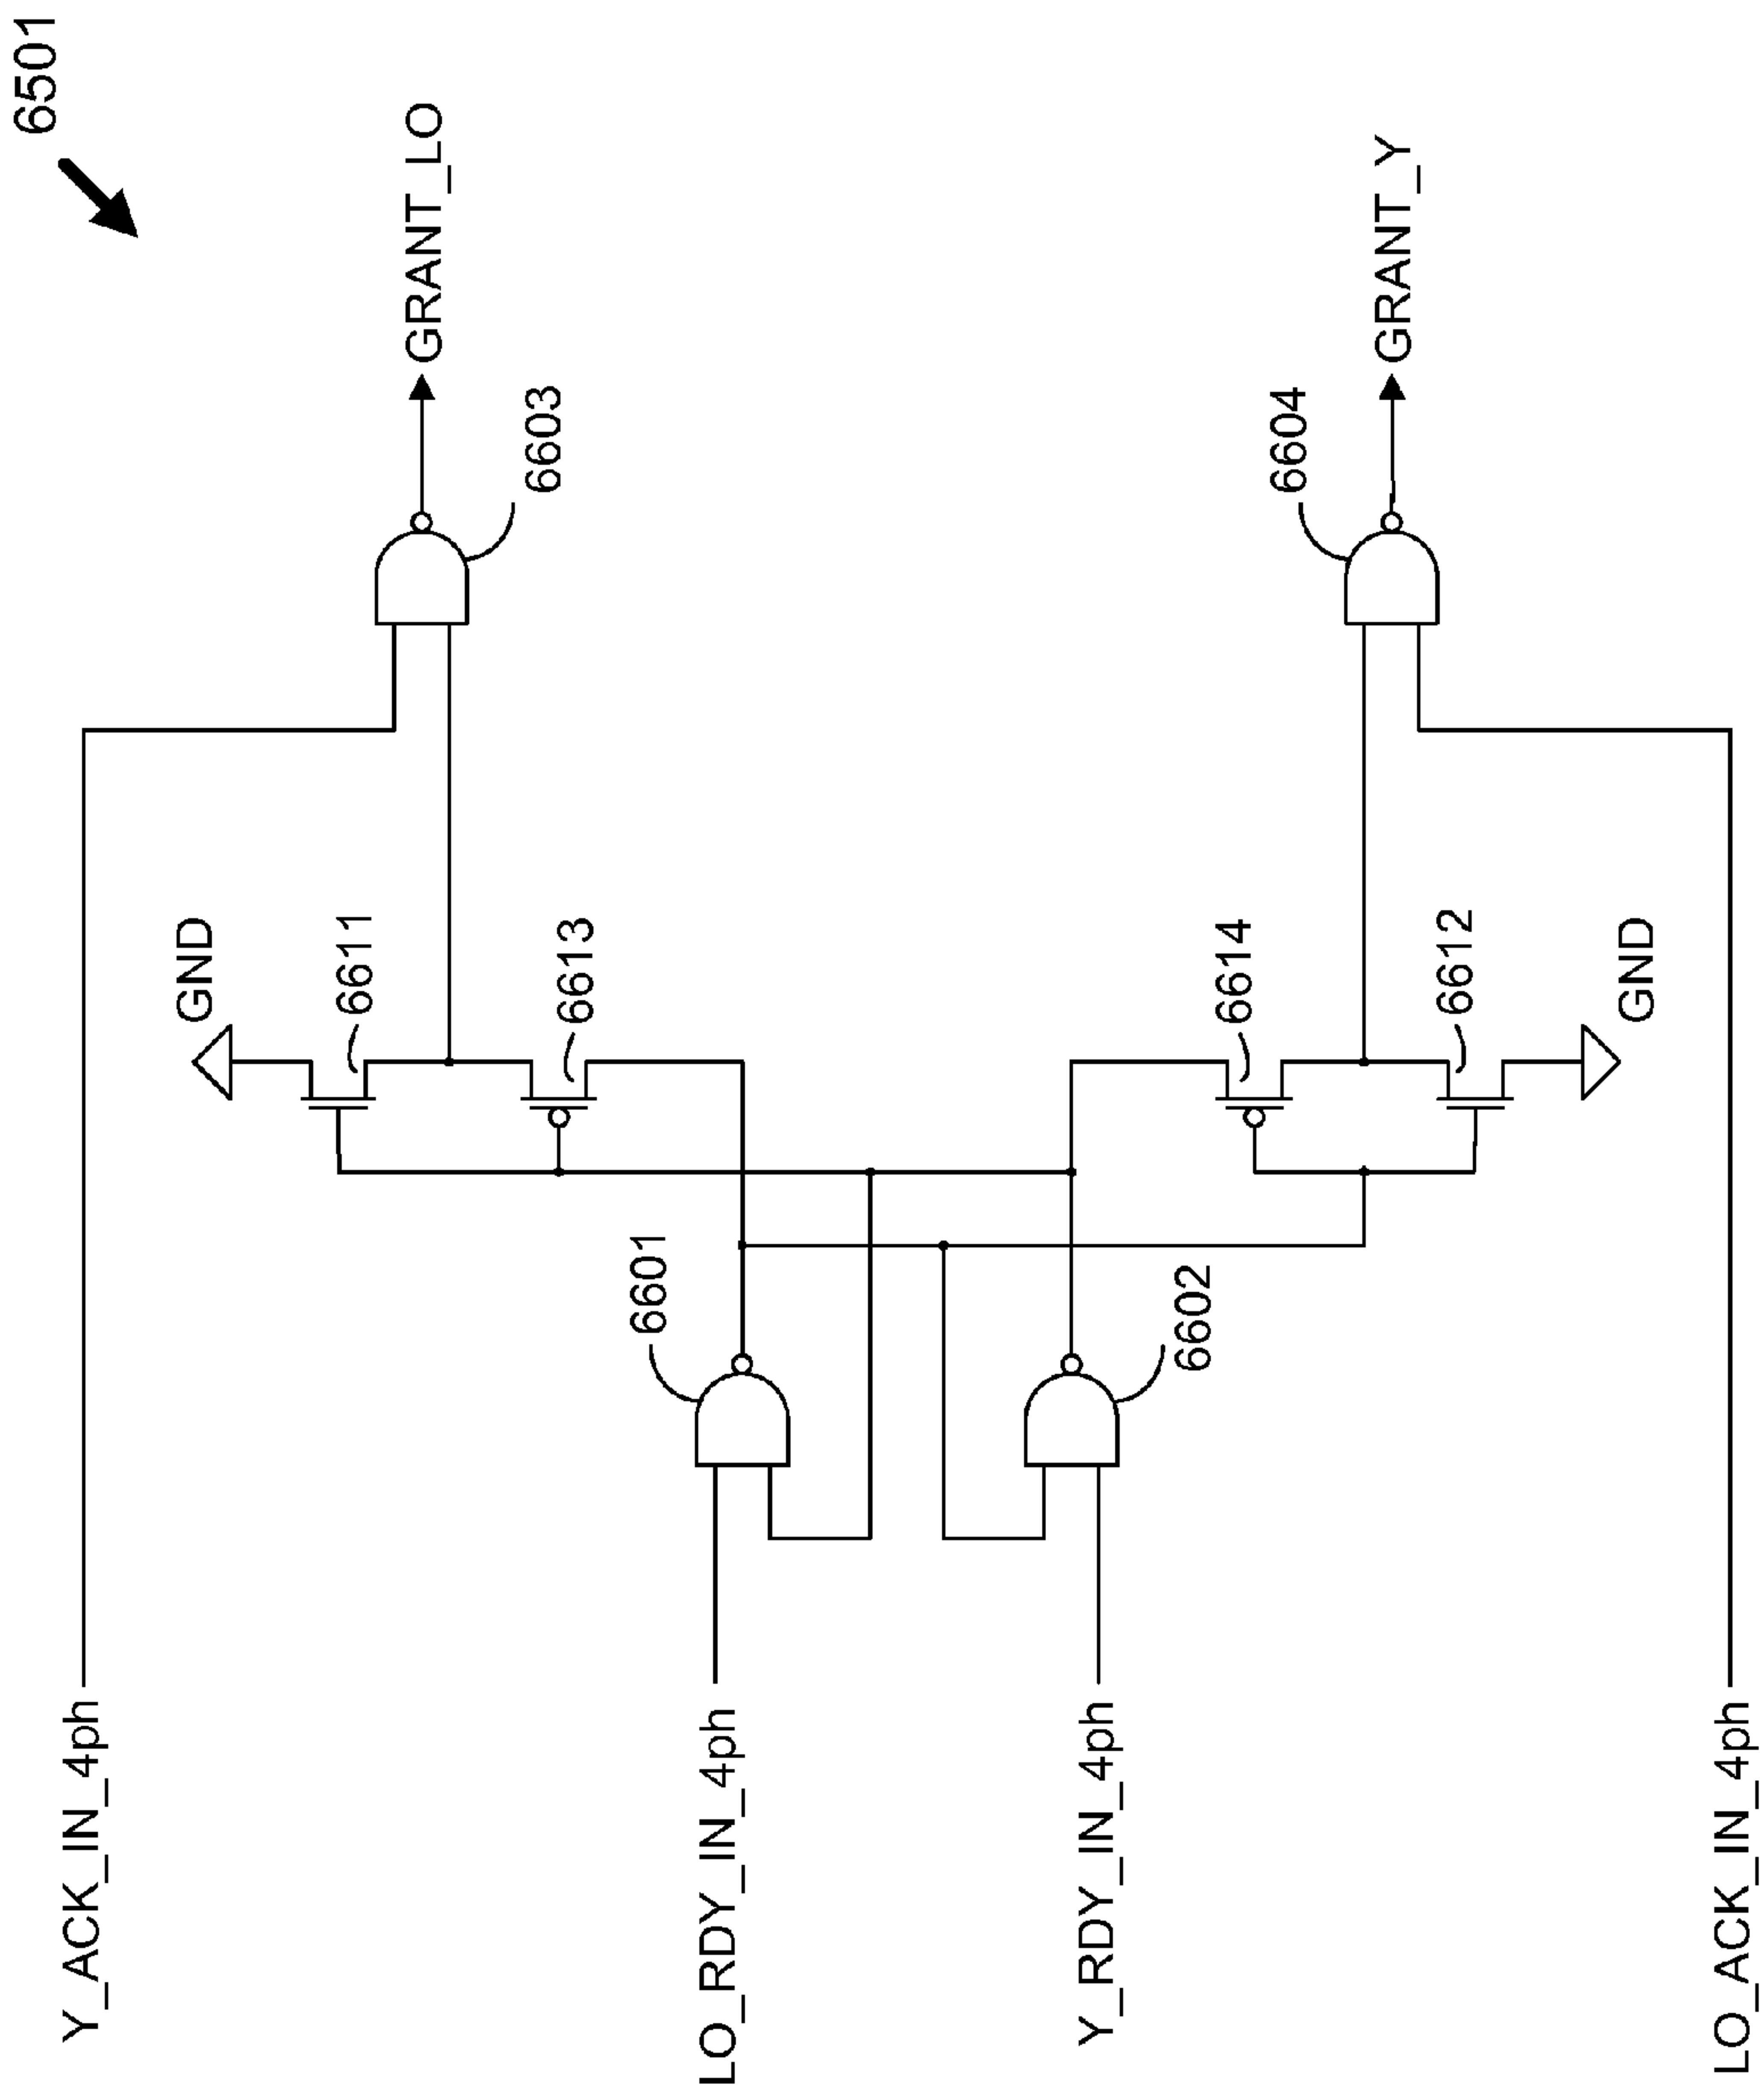 6501
Y_ACK_IN_4ph
GND
6611
GRANT_LO
6603
6613
6601
LO_RDY_IN_4ph
Y_RDY_IN_4ph
6602
6614
6604
GRANT_Y
6612
GND
LO_ACK_IN_4ph